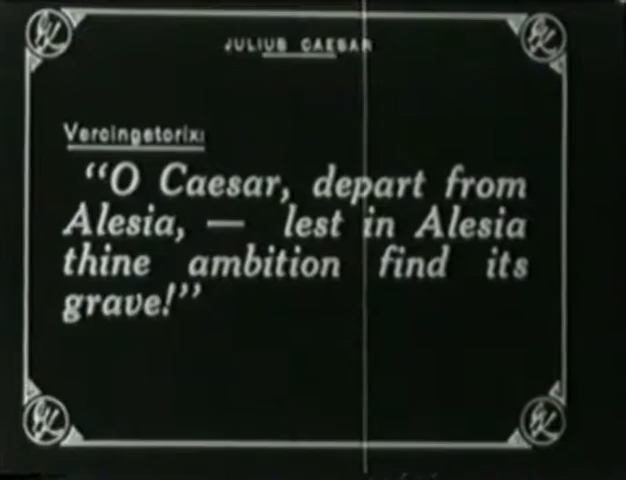 JULIUS CAESAR
Vercingetorix:
"O Caesar, depart from
Alesia, — lest in Alesia
thine ambition find its
grave!"